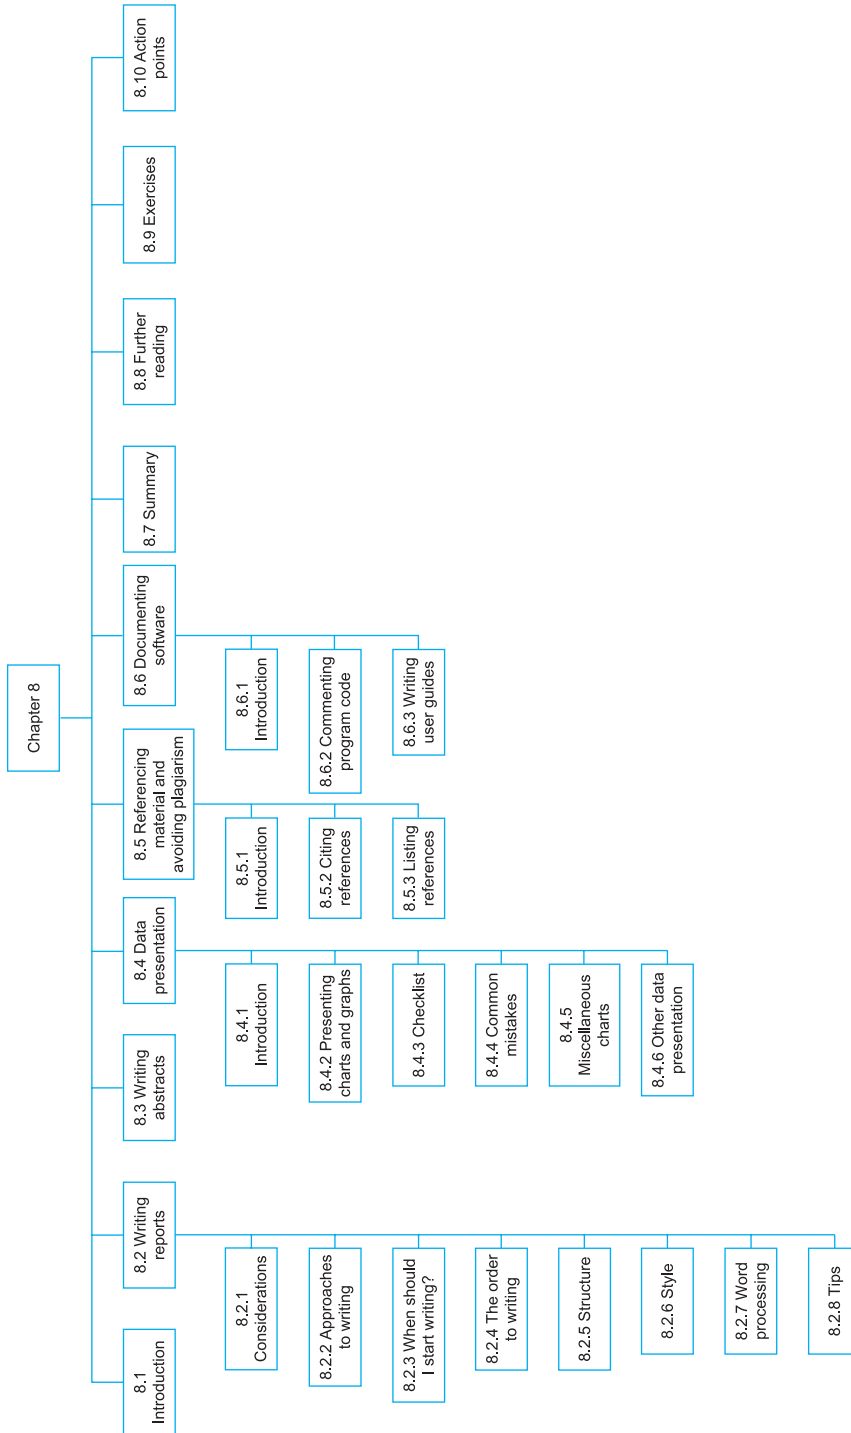 Chapter 8
8.1
Introduction
8.2 Writing
reports
8.3 Writing
abstracts
8.4 Data
presentation
8.5 Referencing
material and
avoiding plagiarism
8.6 Documenting
software
8.7 Summary
8.8 Further
reading
8.9 Exercises
8.10 Action
points
8.2.1
Considerations
8.2.2 Approaches
to writing
8.2.3 When should
I start writing?
8.2.4 The order
to writing
8.2.5 Structure
8.2.6 Style
8.2.7 Word
processing
8.2.8 Tips
8.4.1
Introduction
8.4.2 Presenting
charts and graphs
8.4.3 Checklist
8.4.4 Common
mistakes
8.4.5
Miscellaneous
charts
8.4.6 Other data
presentation
8.5.1
Introduction
8.5.2 Citing
references
8.5.3 Listing
references
8.6.1
Introduction
8.6.2 Commenting
program code
8.6.3 Writing
user guides